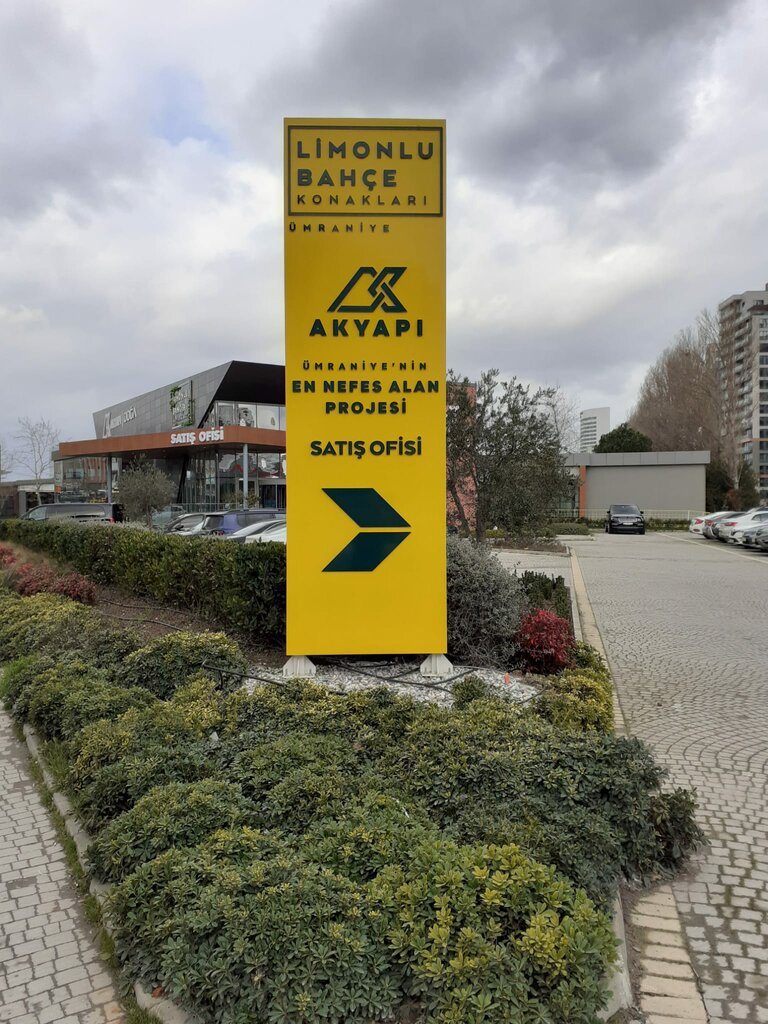 LİMONLU
BAHÇE
KONAKLARI
ÜMRANİYE
AKYAPI
ÜMRANİYE'NİN
EN NEFES ALAN
PROJESİ
SATIŞ OFİSİ
SATIŞ OFİSİ